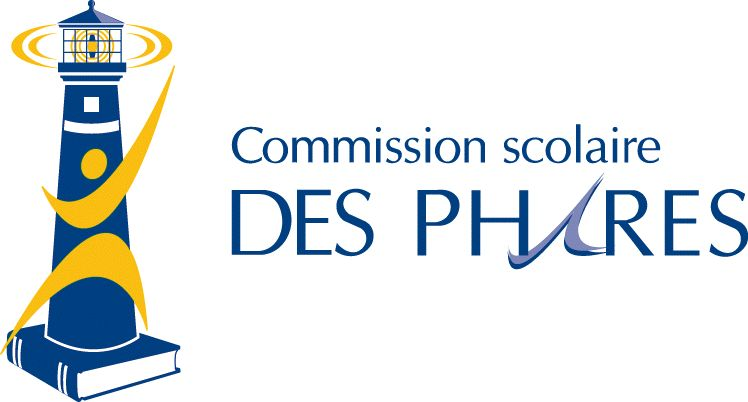 Commission scolaire
DES PHARES